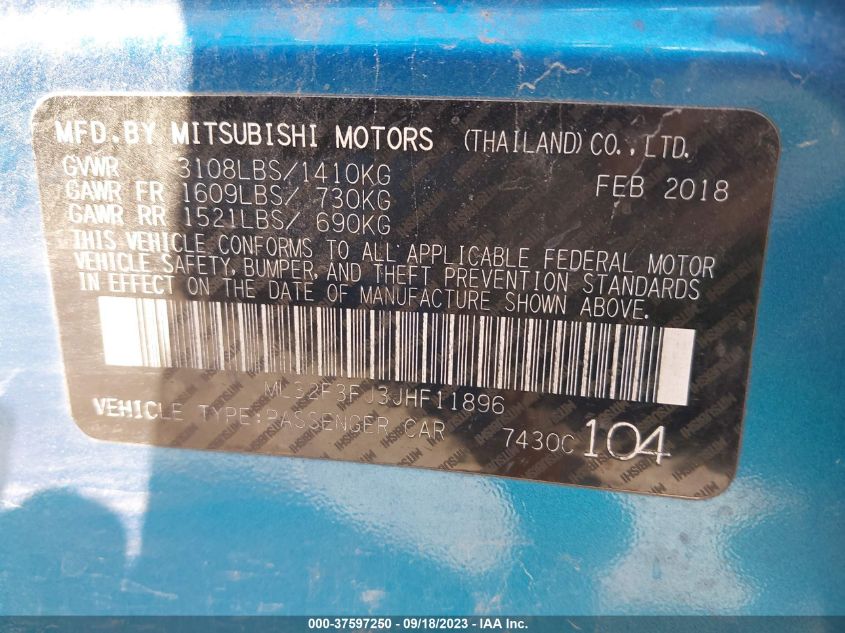 MFD.BY MITSUBISHI MOTORS (THAILAND) CO., LTD.
GVWR 3108LBS/1410KG FEB 2018
GAWR FR 1609LBS/ 730KG
GAWR RR 1521LBS/ 690KG
THIS VEHICLE CONFORMS TO ALL APPLICABLE FEDERAL MOTOR
VEHICLE SAFETY, BUMPER, AND THEFT PREVENTION STANDARDS
IN EFFECT ON THE DATE OF MANUFACTURE SHOWN ABOVE.
ML32F3FJ3JHF11896
VEHICLE TYPE:PASSENGER CAR 7430C 104
000-37597250 - 09/18/2023 - IAA Inc.